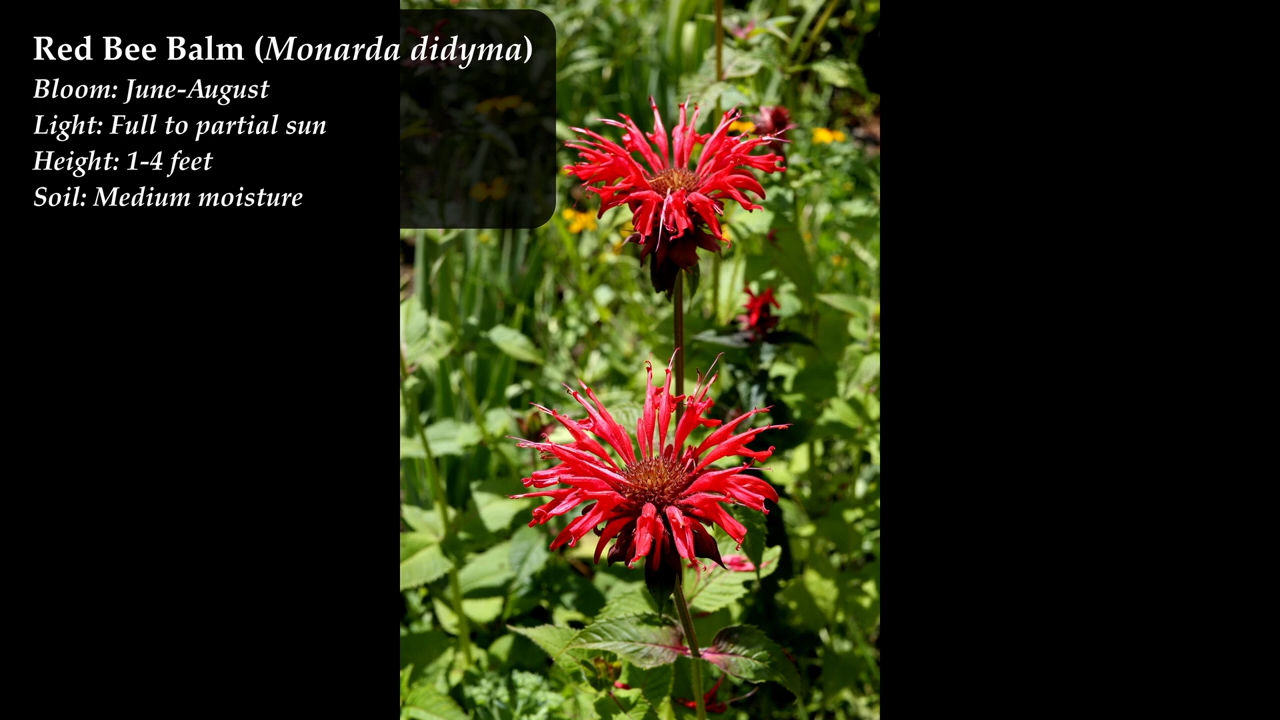 Red Bee Balm (Monarda didyma)
Bloom: June-August
Light: Full to partial sun
Height: 1-4 feet
Soil: Medium moisture